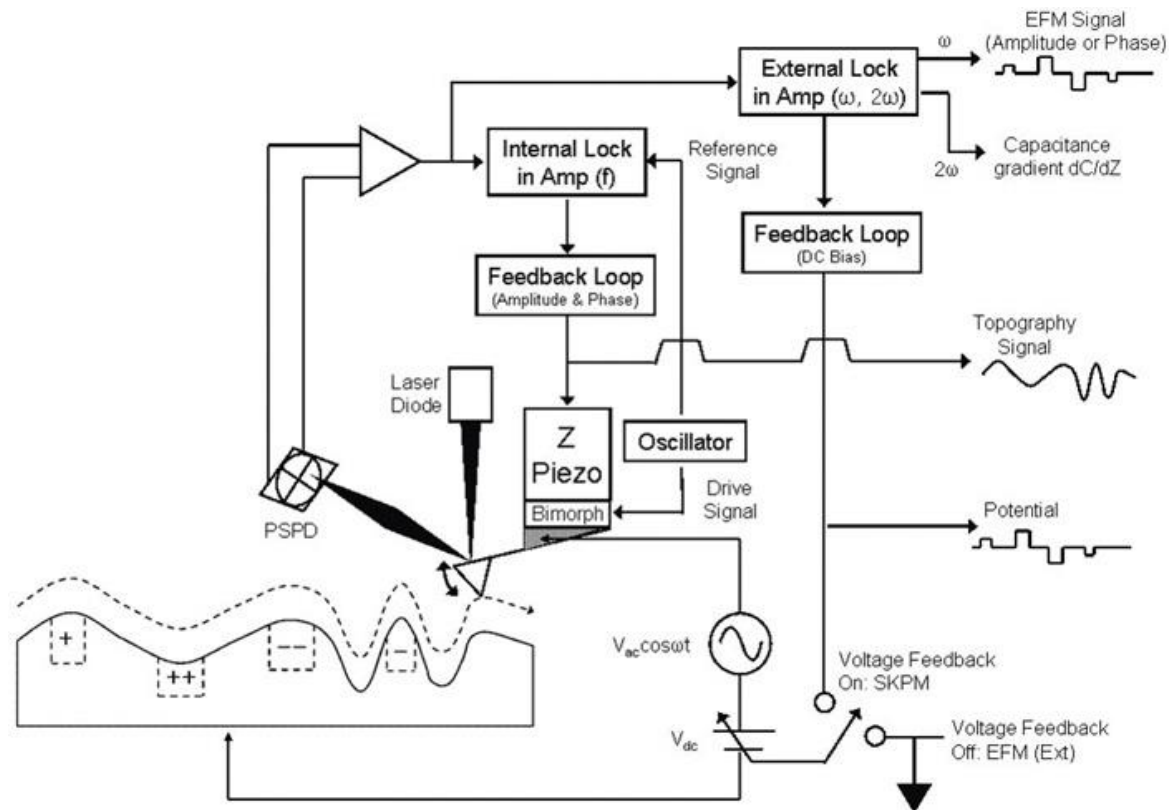 EFM Signal
(Amplitude or Phase)
ω
External Lock
in Amp (ω, 2ω)
Internal Lock
in Amp (f)
Reference
Signal
2ω
Capacitance
gradient dC/dZ
Feedback Loop
(DC Bias)
Feedback Loop
(Amplitude & Phase)
Topography
Signal
Laser
Diode
Z
Piezo
Oscillator
Bimorph
Drive
Signal
PSPD
Potential
+
++
--
-
Vaccosωt
Voltage Feedback
On: SKPM
Vdc
Voltage Feedback
Off: EFM (Ext)